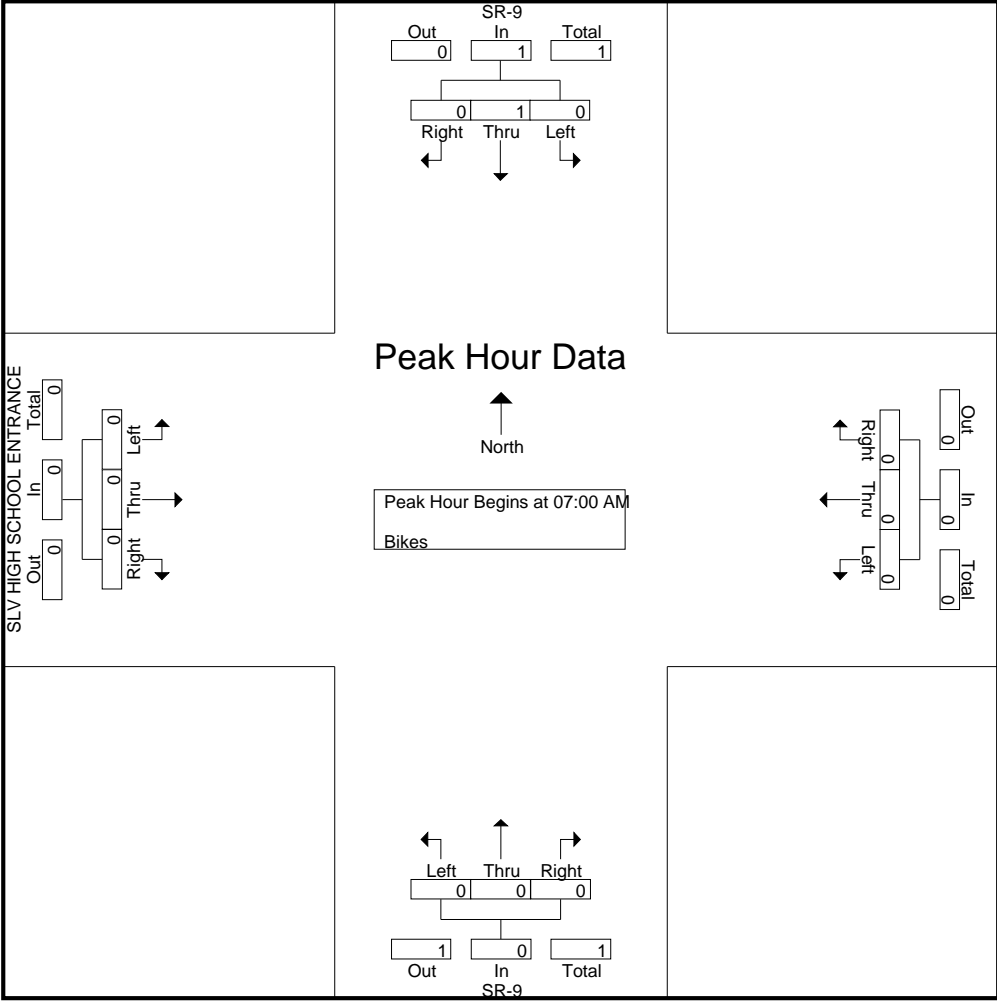 SR-9
Out In Total
0 1 1
0 1 0
Right Thru Left
Peak Hour Data
North
Peak Hour Begins at 07:00 AM
Bikes
SLV HIGH SCHOOL ENTRANCE
Out In Total
0 0 0
0 0 0
Right Thru Left
Right Thru Left
0 0 0
Out In Total
0 0 0
Left Thru Right
0 0 0
1 0 1
Out In Total
SR-9